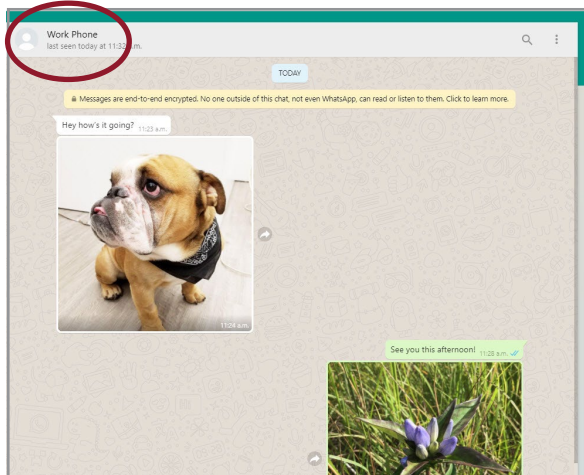 Work Phone
last seen today at 11:32 a.m.
TODAY
Messages are end-to-end encrypted. No one outside of this chat, not even WhatsApp, can read or listen to them. Click to learn more.
Hey how's it going? 11:23 a.m.
11:24 a.m.
See you this afternoon! 11:28 a.m.